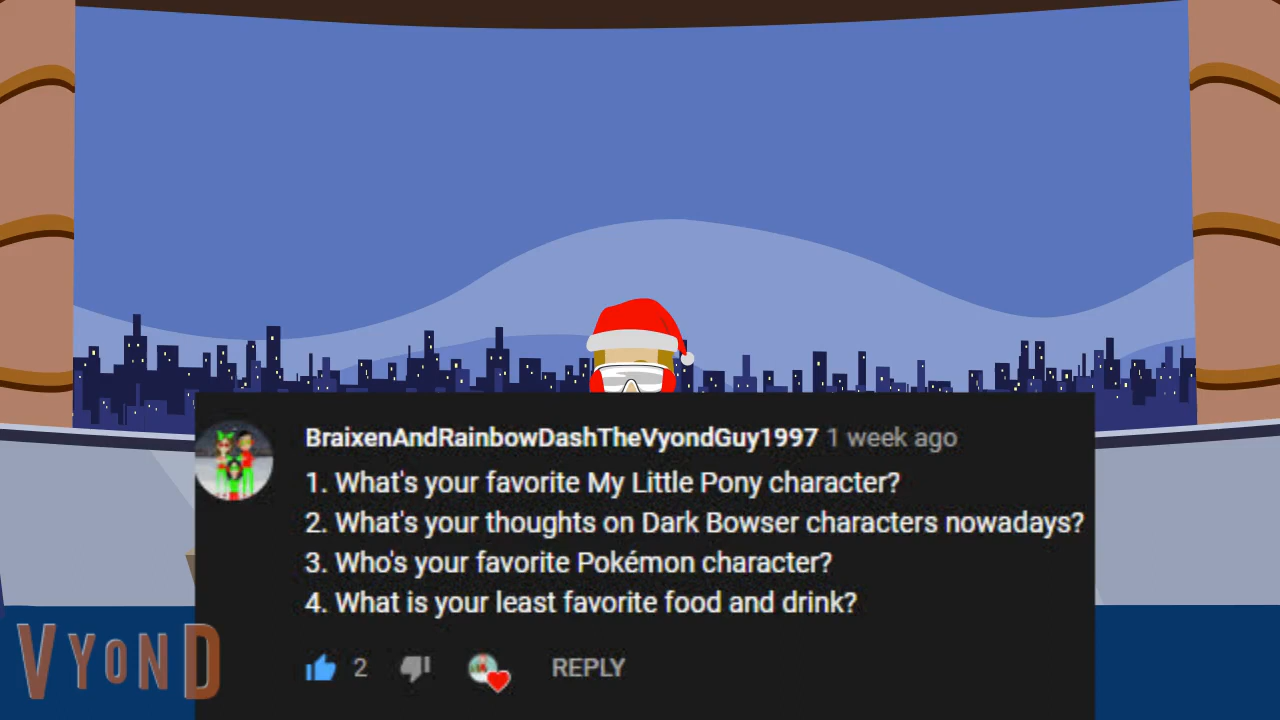 BraixenAndRainbowDashTheVyondGuy1997 1 week ago
1. What's your favorite My Little Pony character?
2. What's your thoughts on Dark Bowser characters nowadays?
3. Who's your favorite Pokémon character?
4. What is your least favorite food and drink?
2 REPLY
VYOND